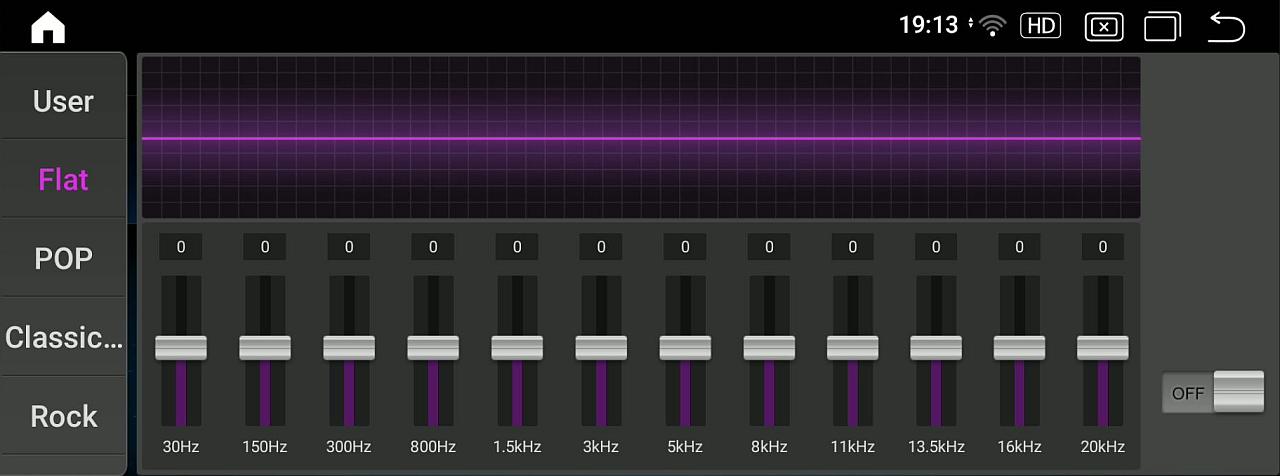 19:13 HD
User
Flat
POP
Classic...
Rock
0 0 0 0 0 0 0 0 0 0 0 0
30Hz 150Hz 300Hz 800Hz 1.5kHz 3kHz 5kHz 8kHz 11kHz 13.5kHz 16kHz 20kHz
OFF